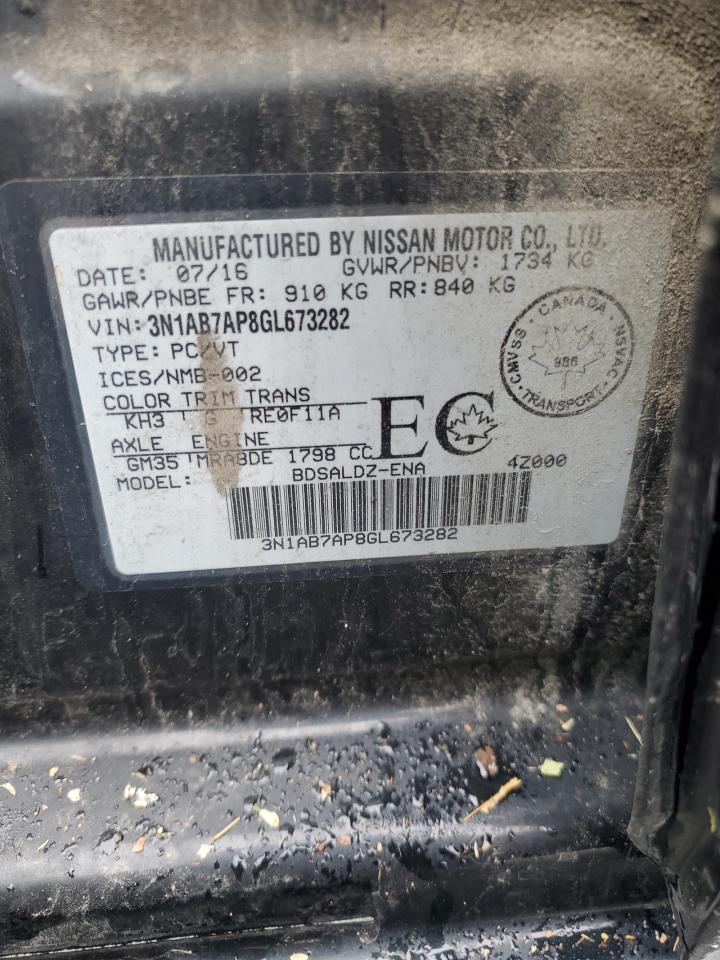 MANUFACTURED BY NISSAN MOTOR CO., LTD.
DATE: 07/16 GVWR/PNBV: 1734 KG
GAWR/PNBE FR: 910 KG RR:840 KG
VIN:3N1AB7AP8GL673282
TYPE: PC/VT
ICES/NMB-002
COLOR TRIM TRANS
KH3 G RE0F11A
AXLE ENGINE
GM35 MRA8DE 1798 CC
MODEL: BDSALDZ-ENA 4Z000
EC
CMVSS · CANADA · NSVAC · TRANSPORT ·
986
3N1AB7AP8GL673282